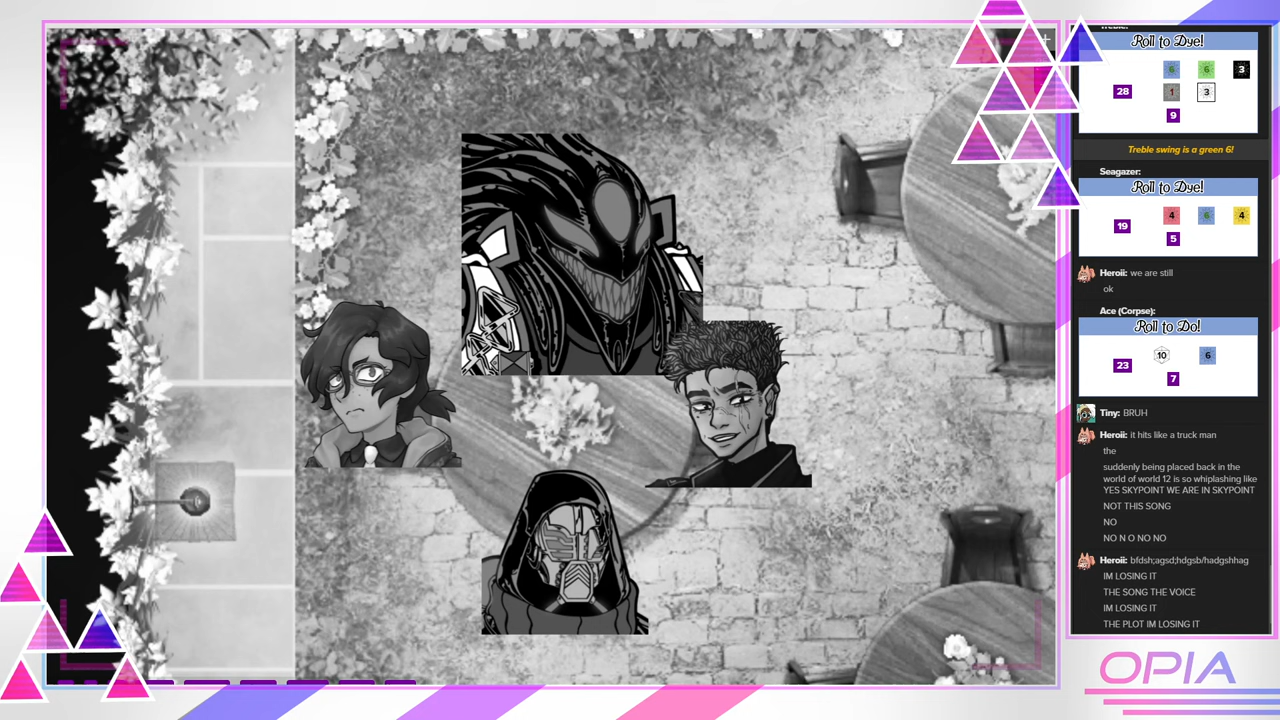 Roll to Dye!
6 6 3
28 1 3
9
Treble swing is a green 6!
Seagazer:
Roll to Dye!
4 6 4
19
5
Heroii: we are still
ok
Ace (Corpse):
Roll to Do!
10 6
23
7
Tiny: BRUH
Heroii: it hits like a truck man
the
suddenly being placed back in the
world of world 12 is so whiplashing like
YES SKYPOINT WE ARE IN SKYPOINT
NOT THIS SONG
NO
NO N O NO NO
Heroii: bfdsh;agsd;hdgsb/hadgshhag
IM LOSING IT
THE SONG THE VOICE
IM LOSING IT
THE PLOT IM LOSING IT
OPIA